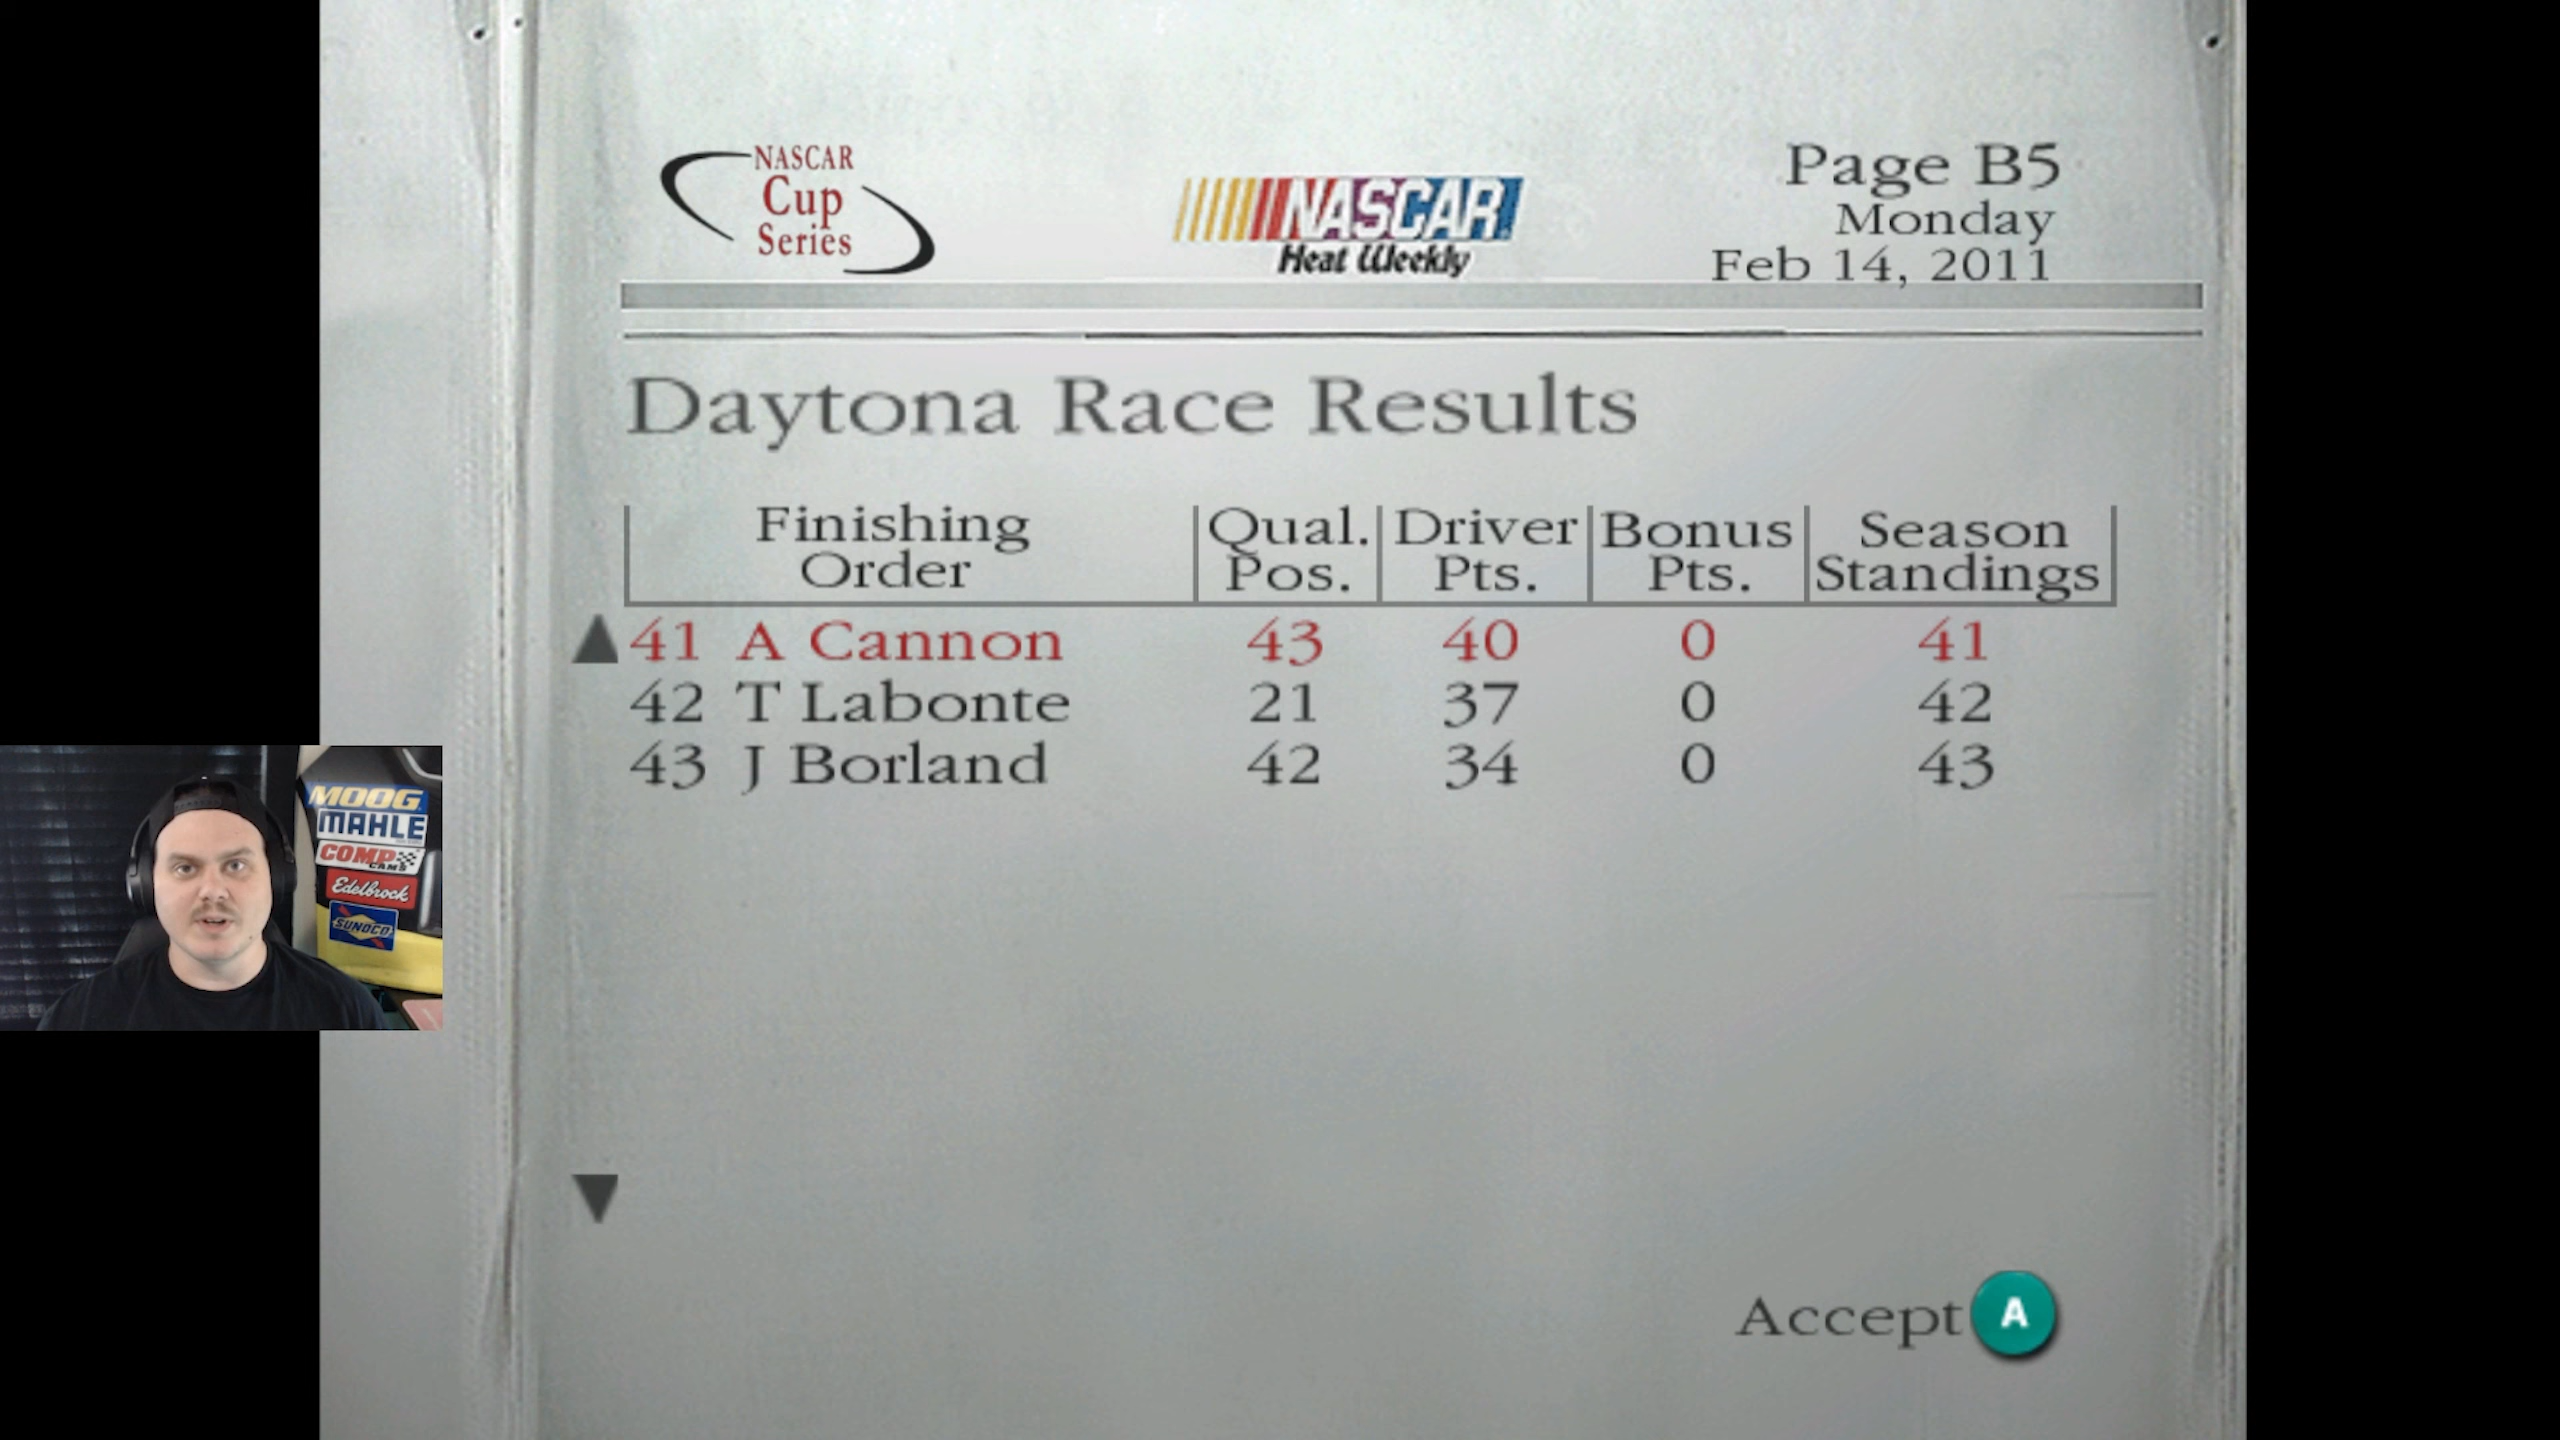 NASCAR
Cup
Series
NASCAR
Heat Weekly
Page B5
Monday
Feb 14, 2011
Daytona Race Results
Finishing Order Qual. Pos. Driver Pts. Bonus Pts. Season Standings
41 A Cannon 43 40 0 41
42 T Labonte 21 37 0 42
43 J Borland 42 34 0 43
MOOG
MAHLE
COMP
CAMS
Edelbrock
SUNOCO
Accept A